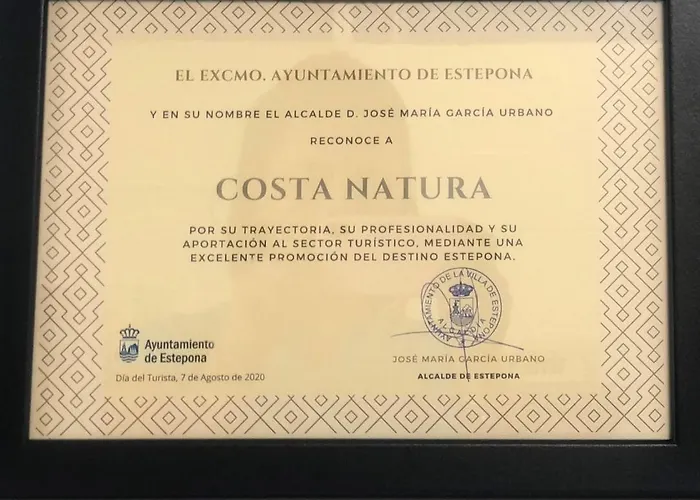 EL EXCMO. AYUNTAMIENTO DE ESTEPONA
Y EN SU NOMBRE EL ALCALDE D. JOSÉ MARÍA GARCÍA URBANO
RECONOCE A
COSTA NATURA
POR SU TRAYECTORIA, SU PROFESIONALIDAD Y SU
APORTACIÓN AL SECTOR TURÍSTICO, MEDIANTE UNA
EXCELENTE PROMOCIÓN DEL DESTINO ESTEPONA.
AYUNTAMIENTO DE LA VILLA DE ESTEPONA
ALCALDÍA
Ayuntamiento
de Estepona
Día del Turista, 7 de Agosto de 2020
JOSÉ MARÍA GARCÍA URBANO
ALCALDE DE ESTEPONA